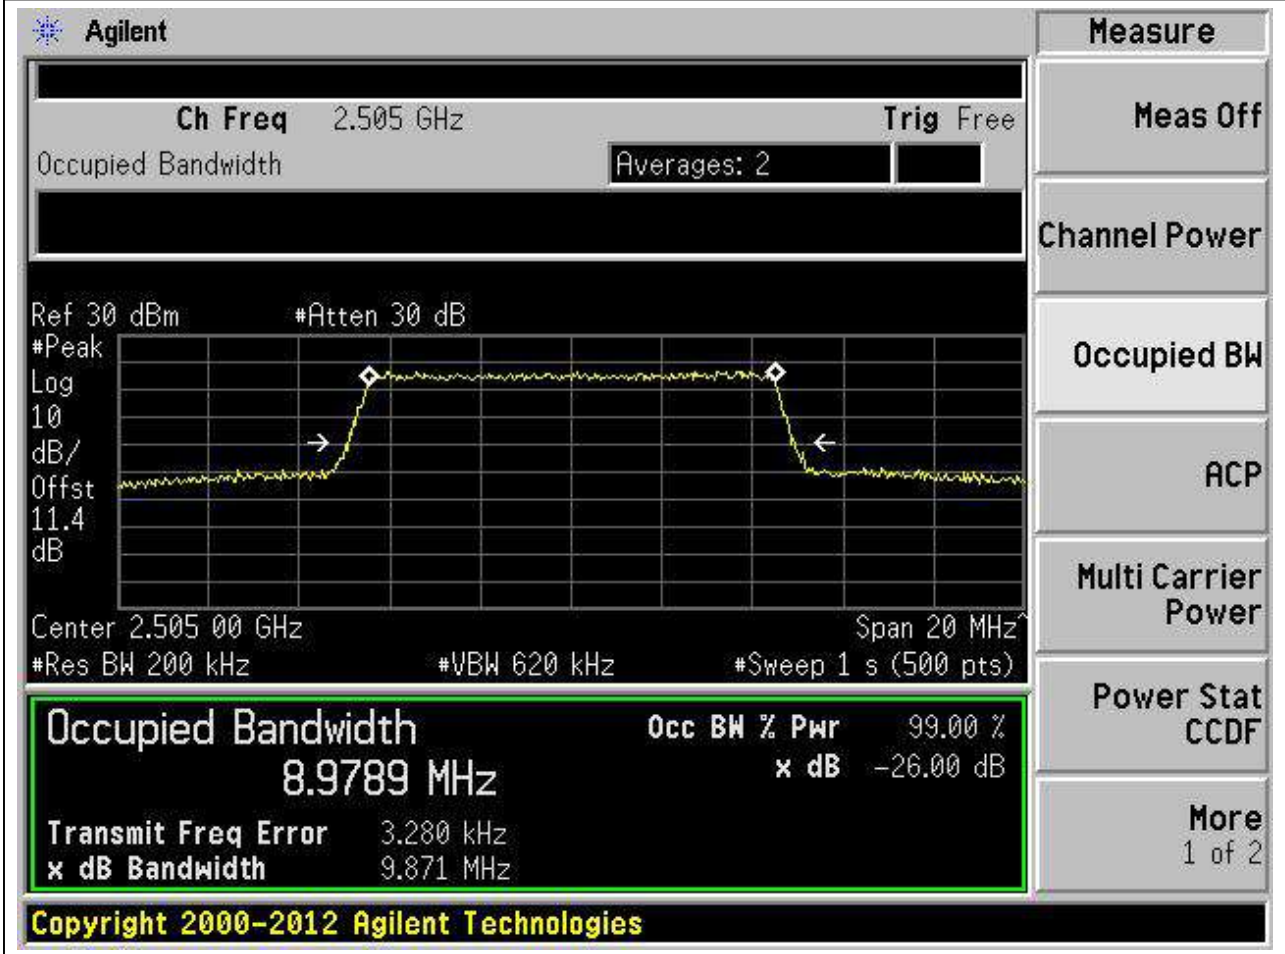 Agilent
Measure
Ch Freq 2.505 GHz Trig Free
Occupied Bandwidth Averages: 2
Ref 30 dBm #Atten 30 dB
#Peak
Log
10
dB/
Offst
11.4
dB
Center 2.505 00 GHz Span 20 MHz^
#Res BW 200 kHz #VBW 620 kHz #Sweep 1 s (500 pts)
Occupied Bandwidth Occ BW % Pwr 99.00 %
8.9789 MHz x dB -26.00 dB
Transmit Freq Error 3.280 kHz
x dB Bandwidth 9.871 MHz
Copyright 2000-2012 Agilent Technologies
Meas Off
Channel Power
Occupied BW
ACP
Multi Carrier
Power
Power Stat
CCDF
More
1 of 2